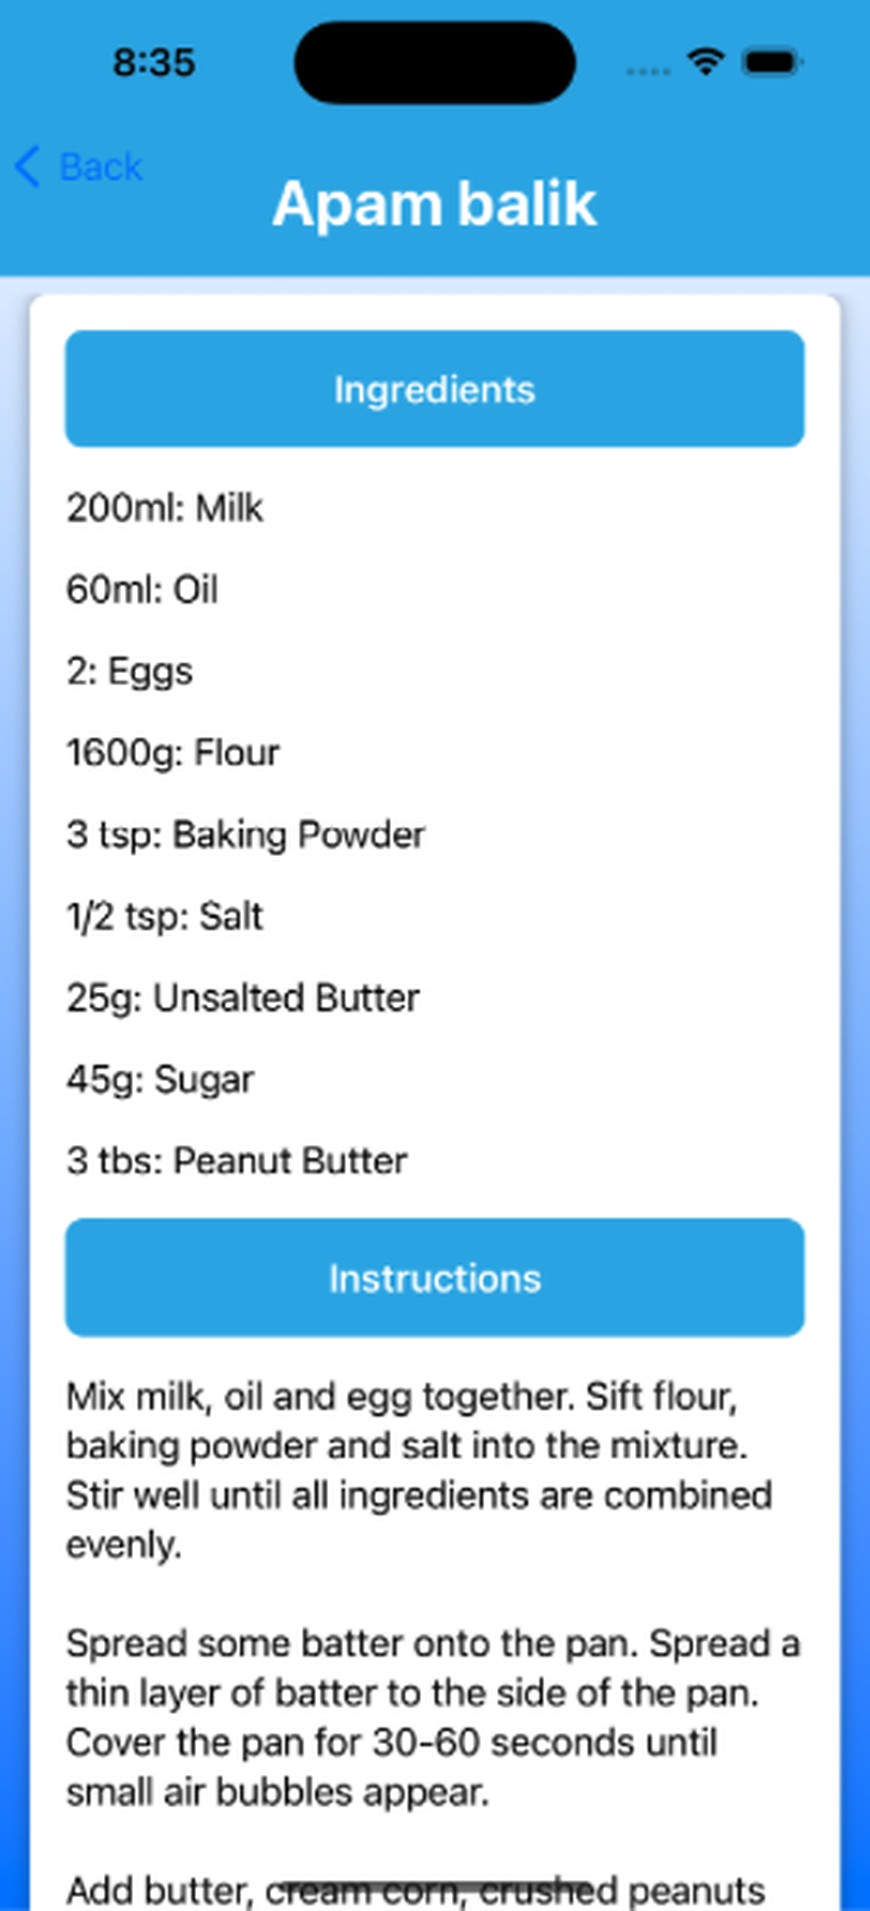 8:35
Back
Apam balik
Ingredients
200ml: Milk
60ml: Oil
2: Eggs
1600g: Flour
3 tsp: Baking Powder
1/2 tsp: Salt
25g: Unsalted Butter
45g: Sugar
3 tbs: Peanut Butter
Instructions
Mix milk, oil and egg together. Sift flour,
baking powder and salt into the mixture.
Stir well until all ingredients are combined
evenly.
Spread some batter onto the pan. Spread a
thin layer of batter to the side of the pan.
Cover the pan for 30-60 seconds until
small air bubbles appear.
Add butter, cream corn, crushed peanuts